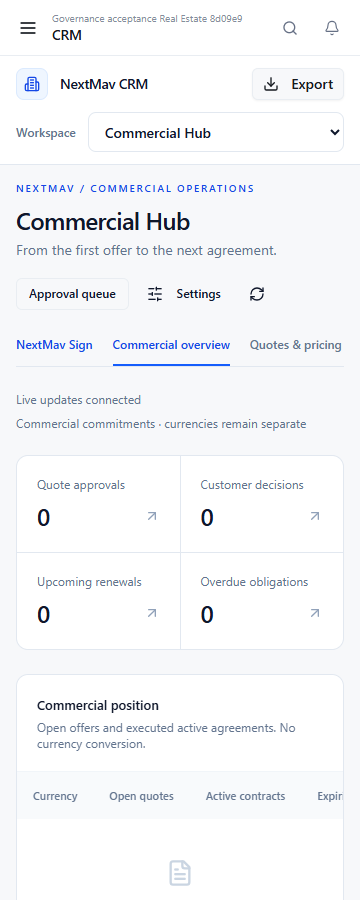 Governance acceptance Real Estate 8d09e9
CRM
NextMav CRM
Export
Workspace
Commercial Hub
NEXTMAV / COMMERCIAL OPERATIONS
Commercial Hub
From the first offer to the next agreement.
Approval queue
Settings
NextMav Sign
Commercial overview
Quotes & pricing
Live updates connected
Commercial commitments · currencies remain separate
Quote approvals
Customer decisions
0
0
Upcoming renewals
Overdue obligations
0
0
Commercial position
Open offers and executed active agreements. No
currency conversion.
Currency
Open quotes
Active contracts